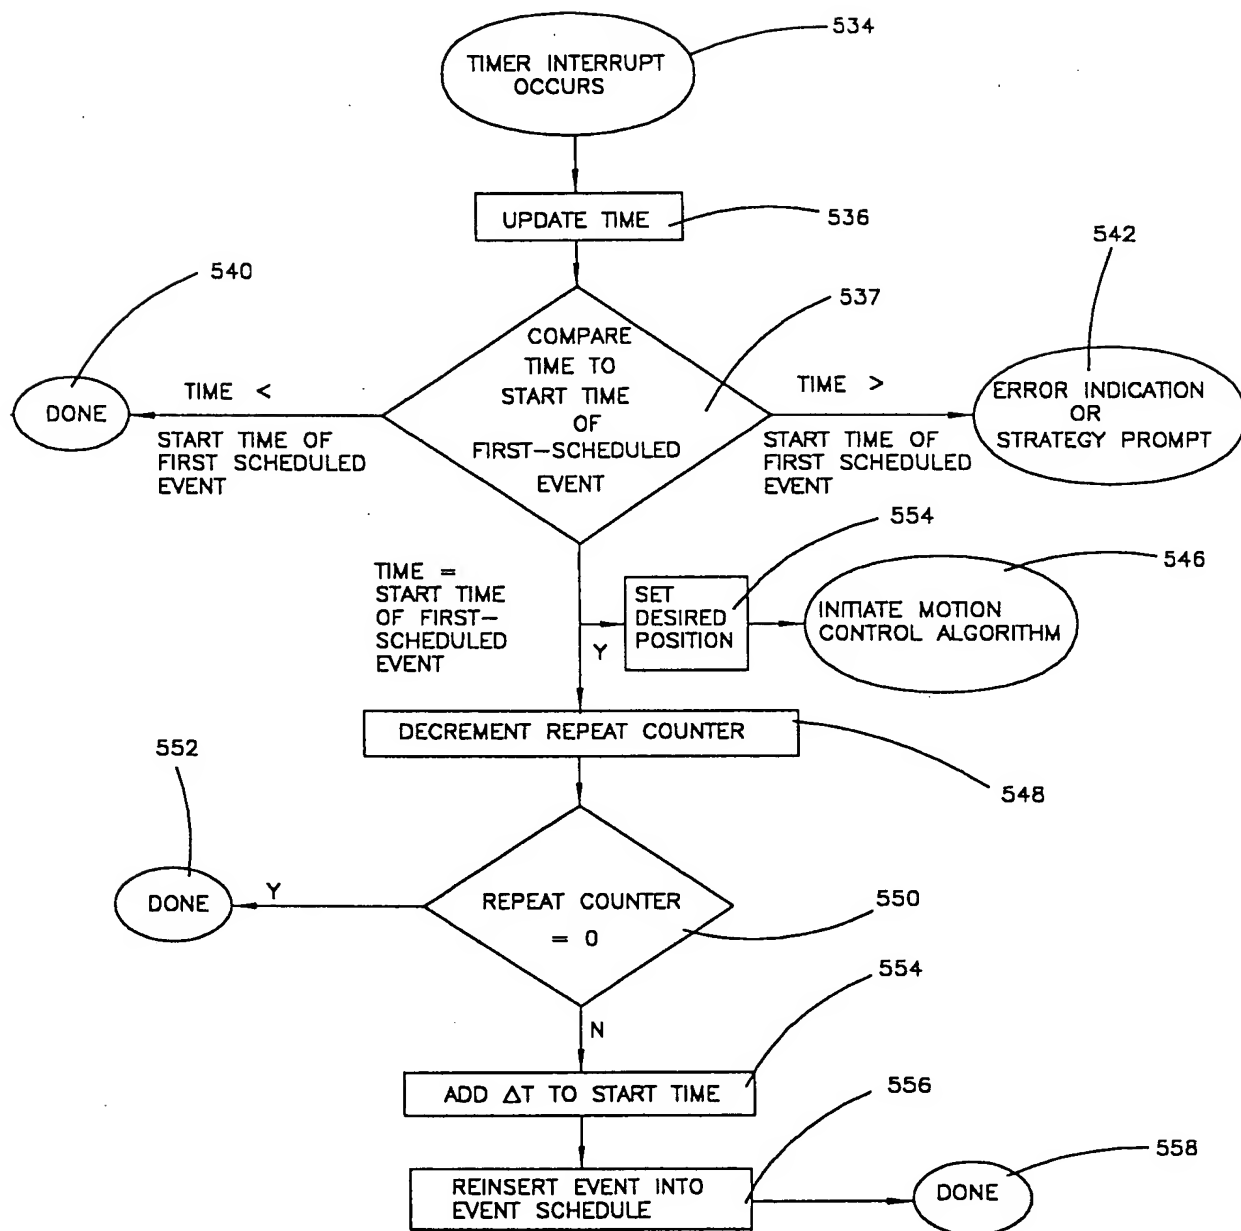 534
TIMER INTERRUPT
OCCURS
UPDATE TIME
536
542
540
537
COMPARE
TIME TO
START TIME
OF
FIRST-SCHEDULED
EVENT
TIME <
START TIME OF
FIRST SCHEDULED
EVENT
DONE
TIME >
START TIME OF
FIRST SCHEDULED
EVENT
ERROR INDICATION
OR
STRATEGY PROMPT
554
546
TIME =
START TIME
OF FIRST-
SCHEDULED
EVENT
Y
SET
DESIRED
POSITION
INITIATE MOTION
CONTROL ALGORITHM
DECREMENT REPEAT COUNTER
548
552
DONE
Y
REPEAT COUNTER
= 0
550
554
N
ADD ΔT TO START TIME
556
REINSERT EVENT INTO
EVENT SCHEDULE
558
DONE